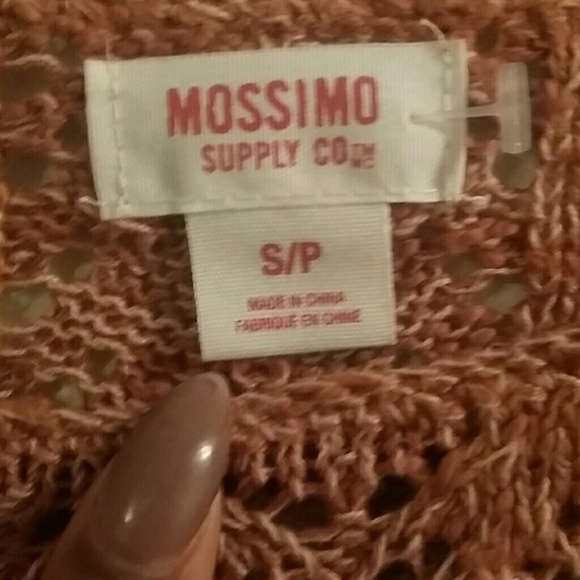 MOSSIMO
SUPPLY CO
S/P
MADE IN CHINA
FABRIQUÉ EN CHINE